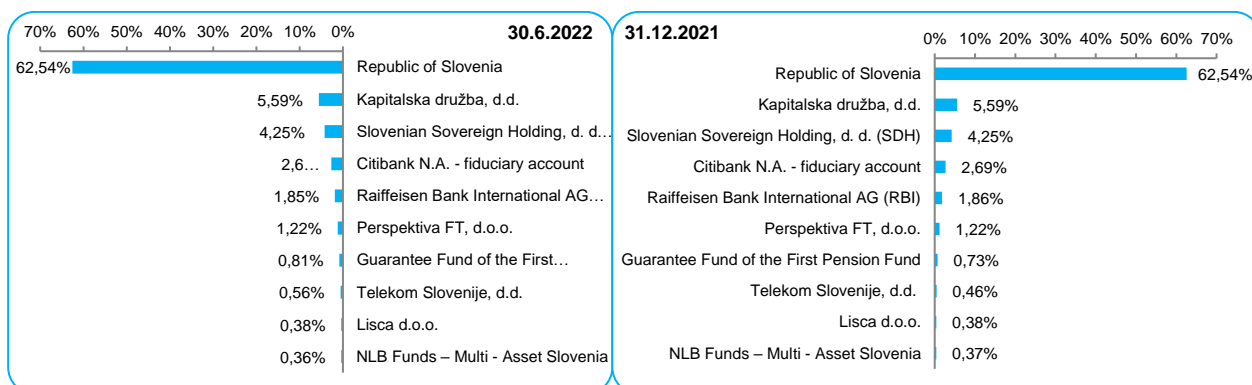 70% 60% 50% 40% 30% 20% 10% 0%
30.6.2022
62,54% Republic of Slovenia
5,59% Kapitalska družba, d.d.
4,25% Slovenian Sovereign Holding, d. d…
2,6… Citibank N.A. - fiduciary account
1,85% Raiffeisen Bank International AG…
1,22% Perspektiva FT, d.o.o.
0,81% Guarantee Fund of the First…
0,56% Telekom Slovenije, d.d.
0,38% Lisca d.o.o.
0,36% NLB Funds – Multi - Asset Slovenia
31.12.2021
0% 10% 20% 30% 40% 50% 60% 70%
Republic of Slovenia 62,54%
Kapitalska družba, d.d. 5,59%
Slovenian Sovereign Holding, d. d. (SDH) 4,25%
Citibank N.A. - fiduciary account 2,69%
Raiffeisen Bank International AG (RBI) 1,86%
Perspektiva FT, d.o.o. 1,22%
Guarantee Fund of the First Pension Fund 0,73%
Telekom Slovenije, d.d. 0,46%
Lisca d.o.o. 0,38%
NLB Funds – Multi - Asset Slovenia 0,37%